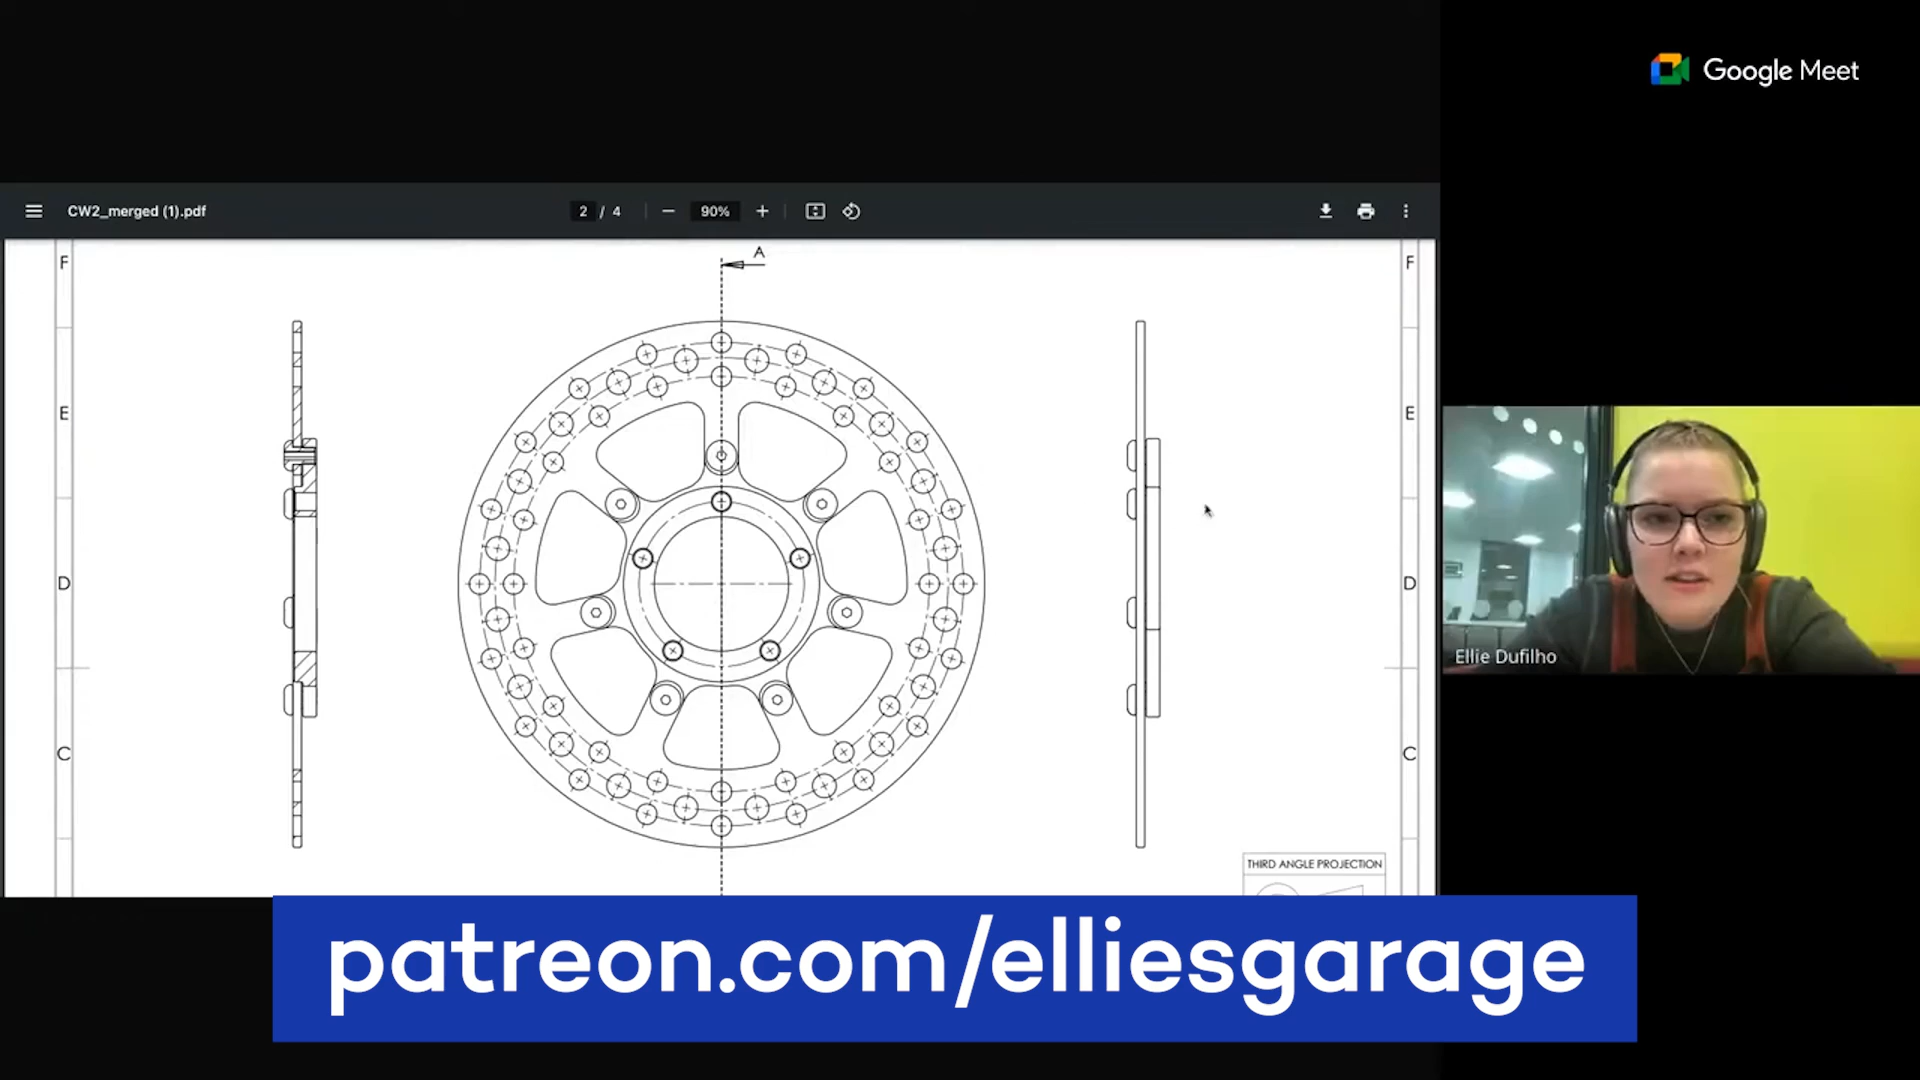 Google Meet
CW2_merged (1).pdf
2 / 4
90%
A
F
F
E
E
D
D
C
C
THIRD ANGLE PROJECTION
Ellie Dufilho
patreon.com/elliesgarage